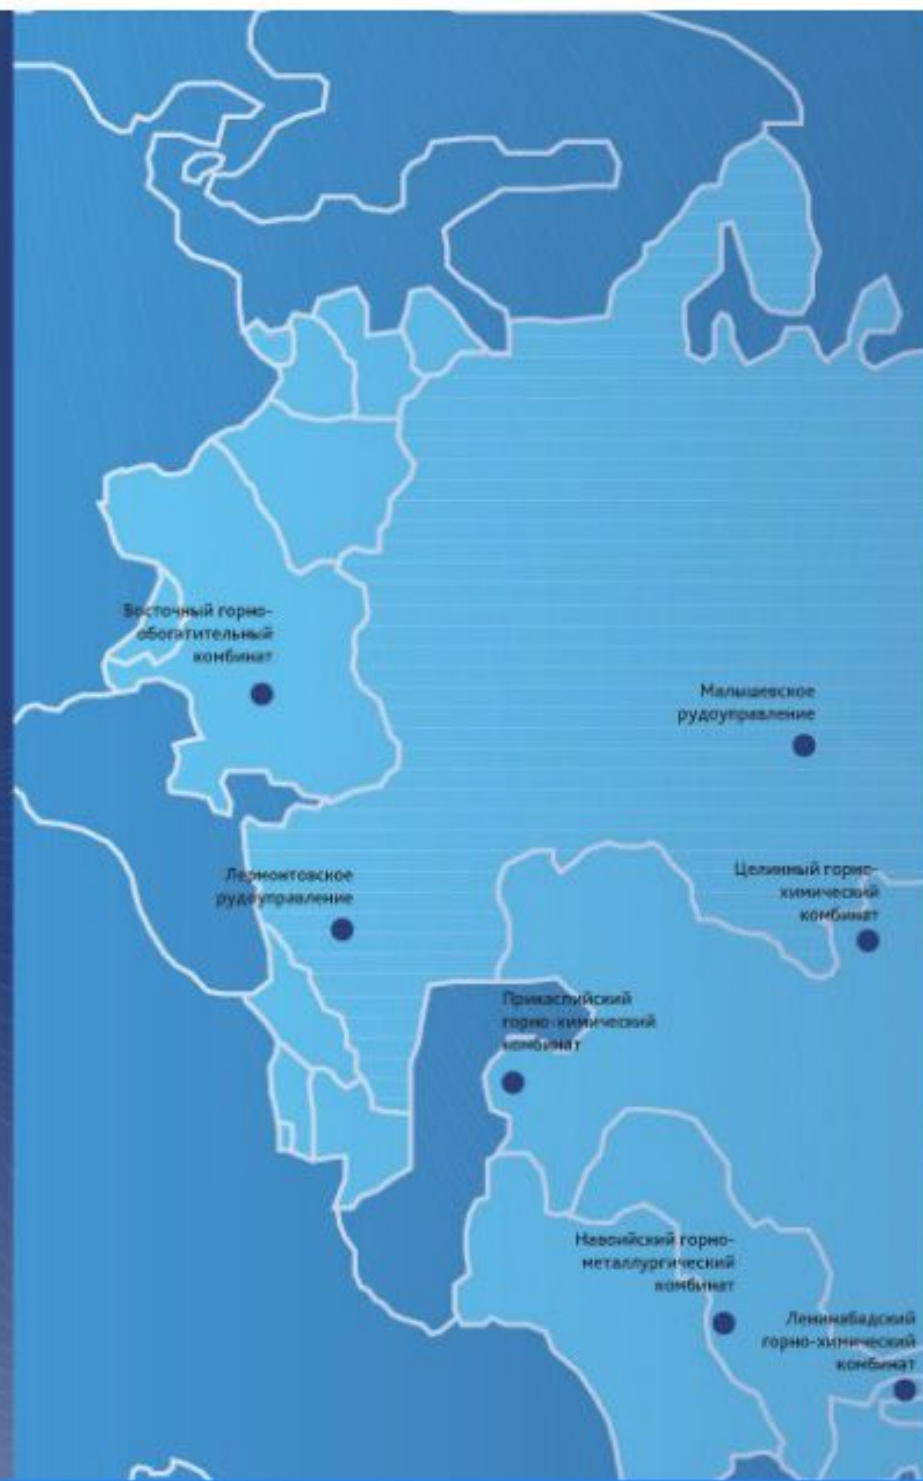 Восточный горно-
обогатительный
комбинат
Малышевское
рудоуправление
Лермонтовское
рудоуправление
Целинный горно-
химический
комбинат
Прикаспийский
горно-химический
комбинат
Навоийский горно-
металлургический
комбинат
Ленинабадский
горно-химический
комбинат